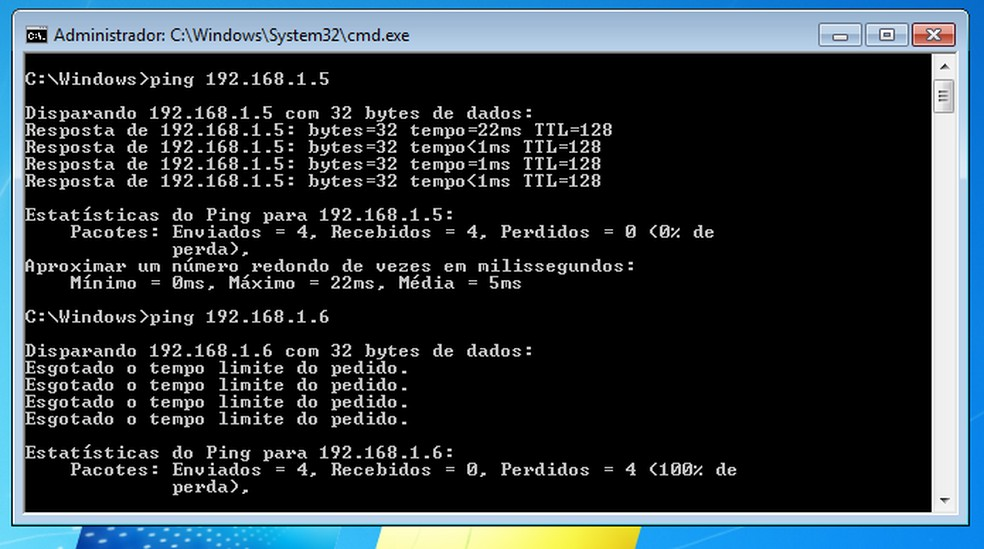 Administrador: C:\Windows\System32\cmd.exe
C:\Windows>ping 192.168.1.5
Disparando 192.168.1.5 com 32 bytes de dados:
Resposta de 192.168.1.5: bytes=32 tempo=22ms TTL=128
Resposta de 192.168.1.5: bytes=32 tempo<1ms TTL=128
Resposta de 192.168.1.5: bytes=32 tempo=1ms TTL=128
Resposta de 192.168.1.5: bytes=32 tempo<1ms TTL=128
Estatísticas do Ping para 192.168.1.5:
Pacotes: Enviados = 4, Recebidos = 4, Perdidos = 0 (0% de
perda),
Aproximar um número redondo de vezes em milissegundos:
Mínimo = 0ms, Máximo = 22ms, Média = 5ms
C:\Windows>ping 192.168.1.6
Disparando 192.168.1.6 com 32 bytes de dados:
Esgotado o tempo limite do pedido.
Esgotado o tempo limite do pedido.
Esgotado o tempo limite do pedido.
Esgotado o tempo limite do pedido.
Estatísticas do Ping para 192.168.1.6:
Pacotes: Enviados = 4, Recebidos = 0, Perdidos = 4 (100% de
perda),